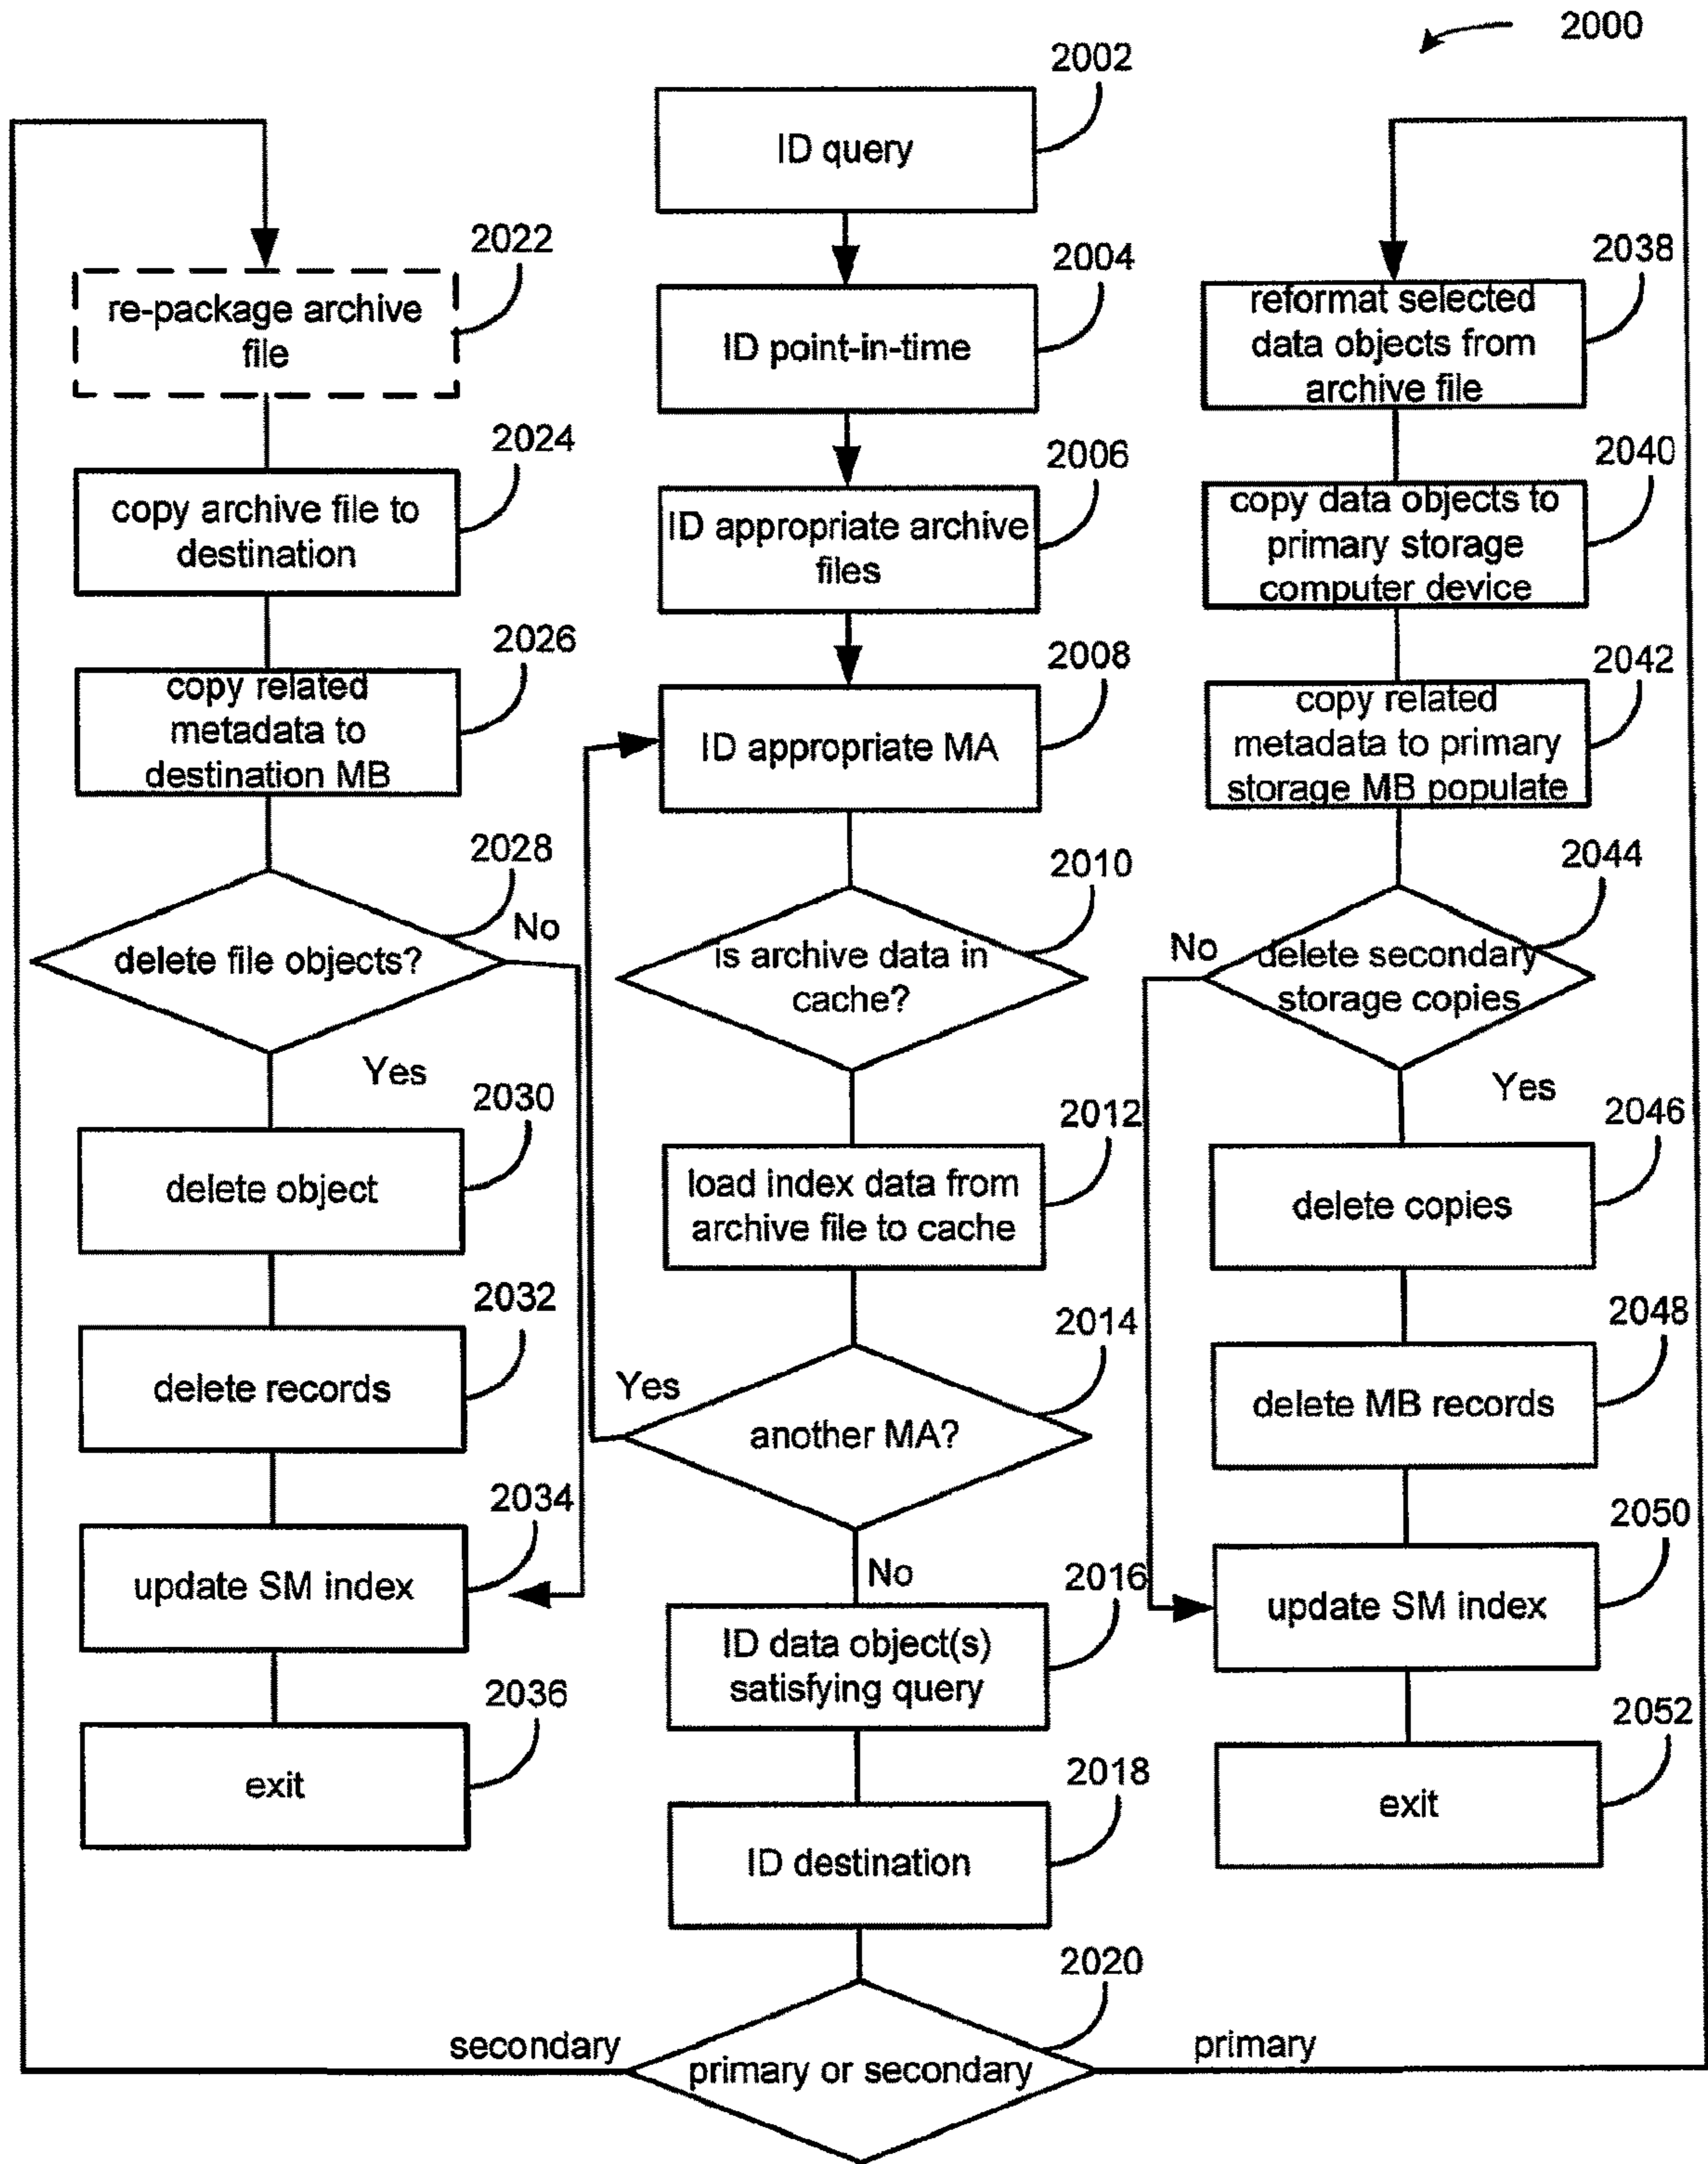 2000
2002
ID query
2004
ID point-in-time
2006
ID appropriate archive
files
2008
ID appropriate MA
2010
is archive data in
cache?
2012
load index data from
archive file to cache
2014
Yes
another MA?
No
2016
ID data object(s)
satisfying query
2018
ID destination
2020
secondary
primary or secondary
primary
2022
re-package archive
file
2024
copy archive file to
destination
2026
copy related
metadata to
destination MB
2028
No
delete file objects?
Yes
2030
delete object
2032
delete records
2034
update SM index
2036
exit
2038
reformat selected
data objects from
archive file
2040
copy data objects to
primary storage
computer device
2042
copy related
metadata to primary
storage MB populate
2044
No
delete secondary
storage copies
Yes
2046
delete copies
2048
delete MB records
2050
update SM index
2052
exit